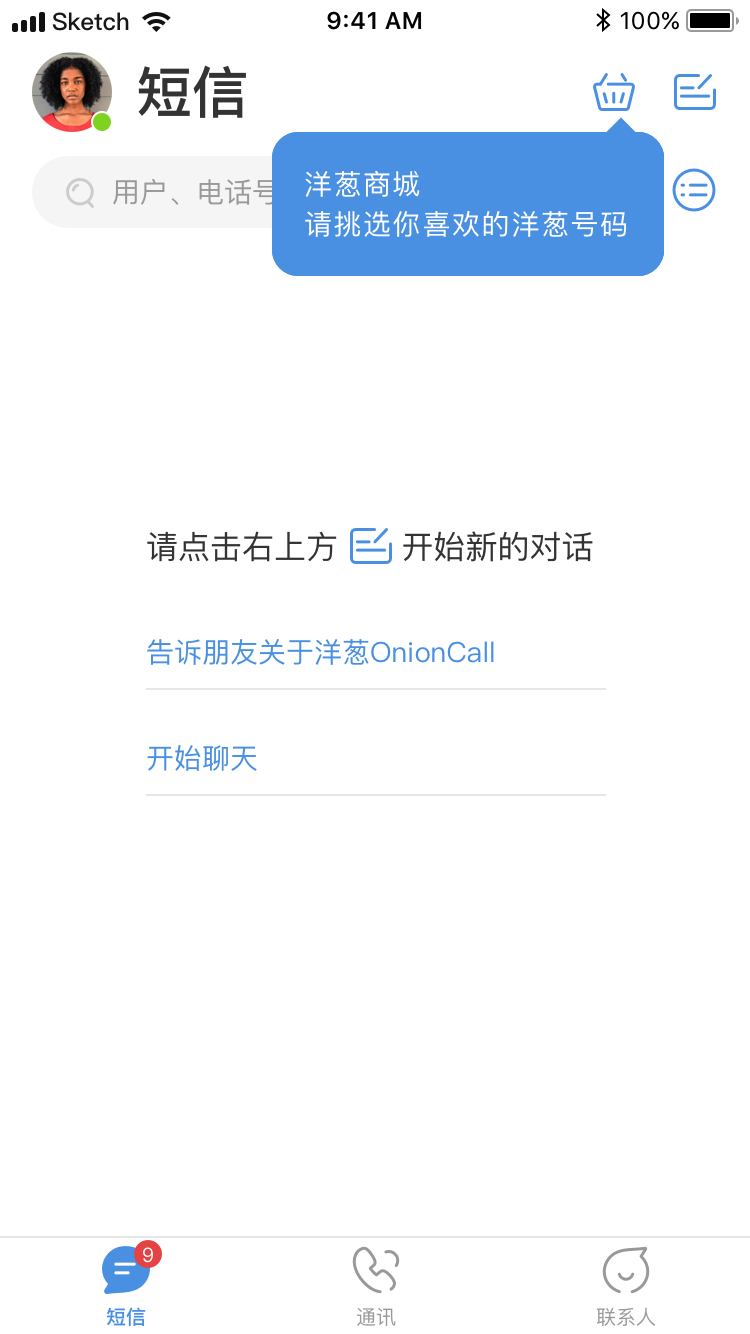 Sketch 9:41 AM 100%
短信
用户、电话号
洋葱商城
请挑选你喜欢的洋葱号码
请点击右上方 开始新的对话
告诉朋友关于洋葱OnionCall
开始聊天
9
短信 通讯 联系人